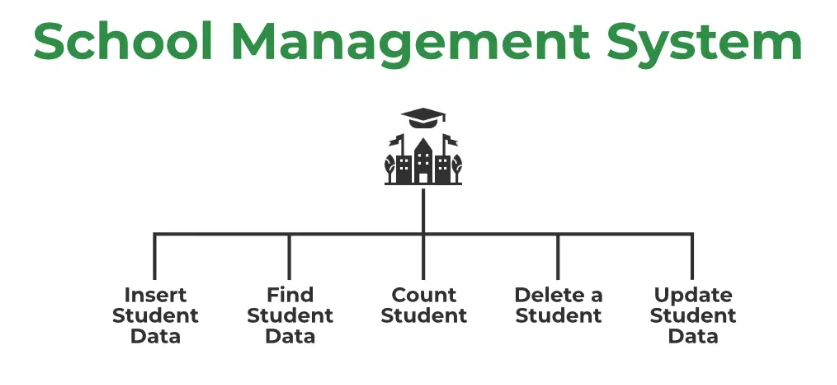 School Management System
Insert
Student
Data
Find
Student
Data
Count
Student
Delete a
Student
Update
Student
Data